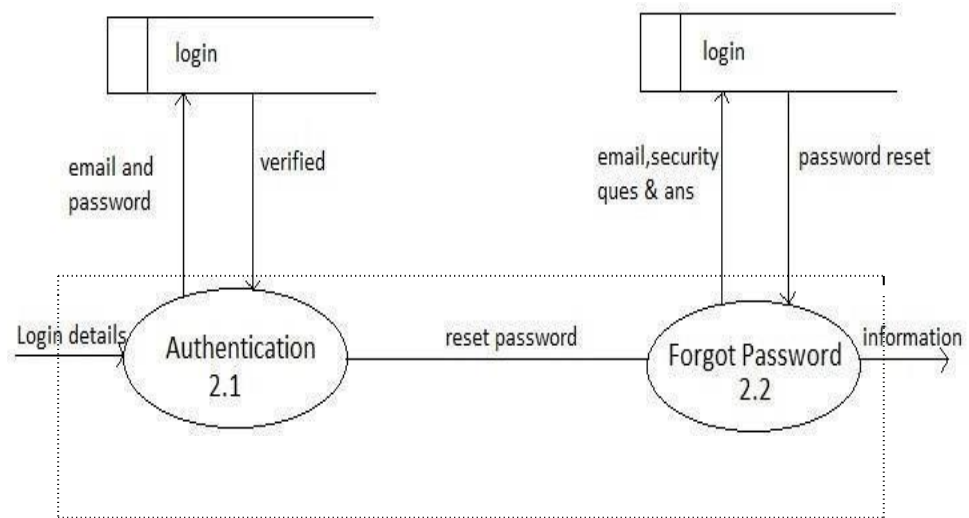 login
login
email and
password
verified
email,security
ques & ans
password reset
Login details
Authentication
2.1
reset password
Forgot Password
2.2
information